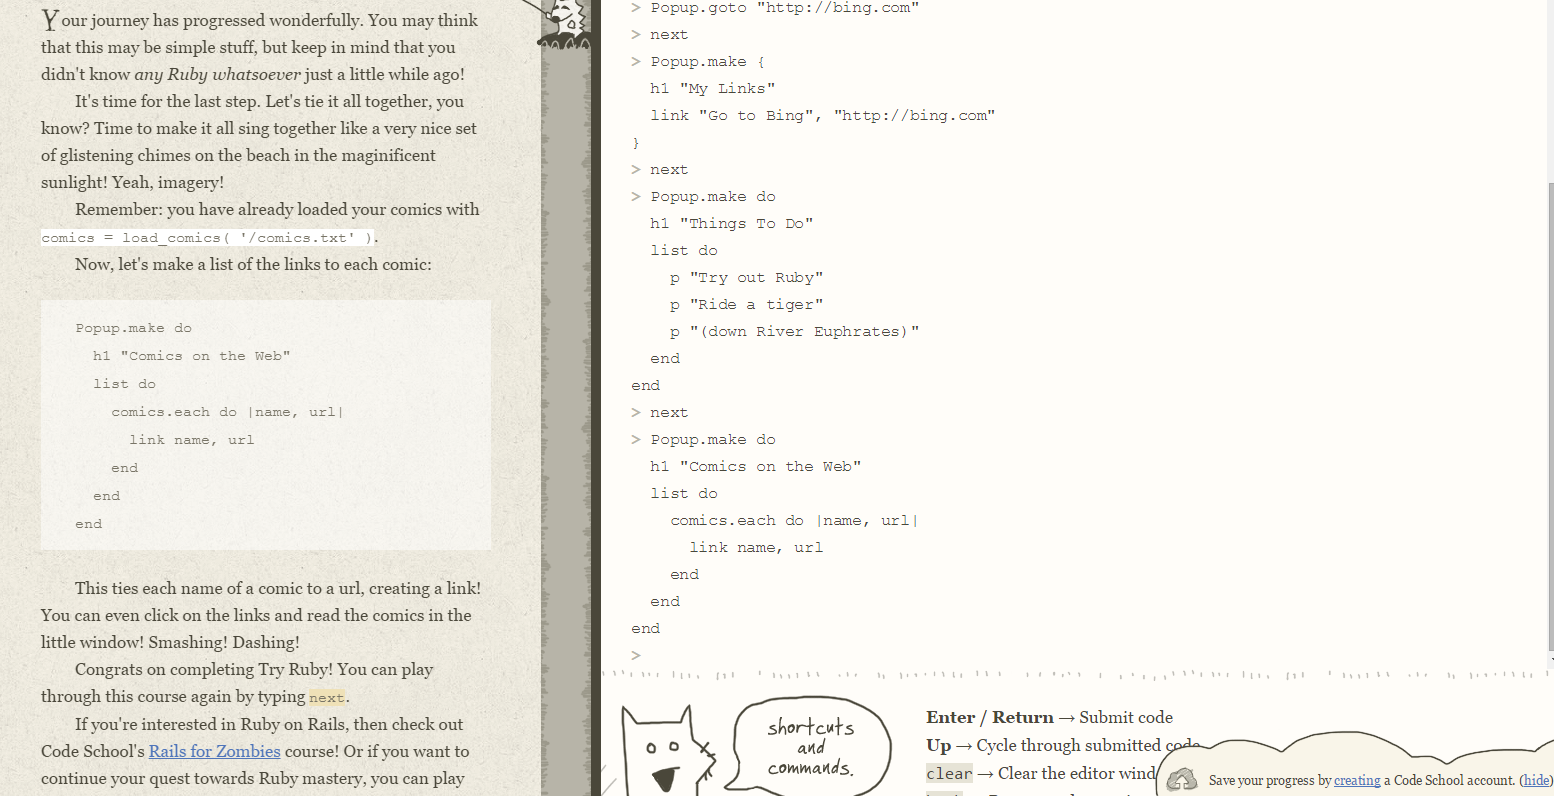 Your journey has progressed wonderfully. You may think
that this may be simple stuff, but keep in mind that you
didn't know any Ruby whatsoever just a little while ago!
It's time for the last step. Let's tie it all together, you
know? Time to make it all sing together like a very nice set
of glistening chimes on the beach in the maginificent
sunlight! Yeah, imagery!
Remember: you have already loaded your comics with
comics = load_comics( '/comics.txt' ).
Now, let's make a list of the links to each comic:
Popup.make do
h1 "Comics on the Web"
list do
comics.each do |name, url|
link name, url
end
end
end
This ties each name of a comic to a url, creating a link!
You can even click on the links and read the comics in the
little window! Smashing! Dashing!
Congrats on completing Try Ruby! You can play
through this course again by typing next.
If you're interested in Ruby on Rails, then check out
Code School's Rails for Zombies course! Or if you want to
continue your quest towards Ruby mastery, you can play
> Popup.goto "http://bing.com"
> next
> Popup.make {
h1 "My Links"
link "Go to Bing", "http://bing.com"
}
> next
> Popup.make do
h1 "Things To Do"
list do
p "Try out Ruby"
p "Ride a tiger"
p "(down River Euphrates)"
end
end
> next
> Popup.make do
h1 "Comics on the Web"
list do
comics.each do |name, url|
link name, url
end
end
end
>
shortcuts
and
commands.
Enter / Return → Submit code
Up → Cycle through submitted code
clear → Clear the editor wind
Save your progress by creating a Code School account. (hide)